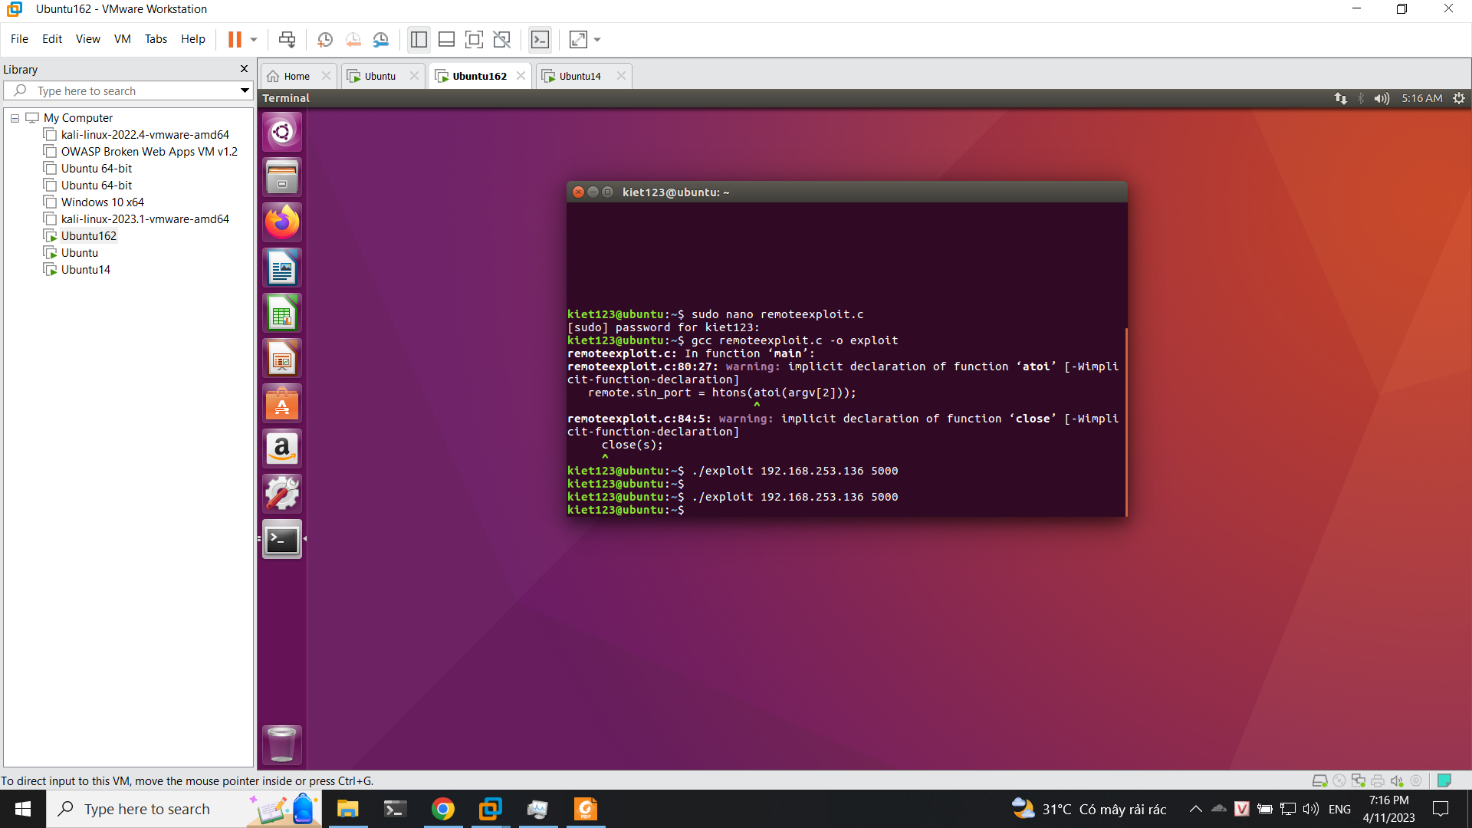 Ubuntu162 - VMware Workstation
File Edit View VM Tabs Help
Library
Type here to search
My Computer
kali-linux-2022.4-vmware-amd64
OWASP Broken Web Apps VM v1.2
Ubuntu 64-bit
Ubuntu 64-bit
Windows 10 x64
kali-linux-2023.1-vmware-amd64
Ubuntu162
Ubuntu
Ubuntu14
Home Ubuntu Ubuntu162 Ubuntu14
Terminal 5:16 AM
kiet123@ubuntu: ~
kiet123@ubuntu:~$ sudo nano remoteexploit.c
[sudo] password for kiet123:
kiet123@ubuntu:~$ gcc remoteexploit.c -o exploit
remoteexploit.c: In function ‘main’:
remoteexploit.c:80:27: warning: implicit declaration of function ‘atoi’ [-Wimpli
cit-function-declaration]
remote.sin_port = htons(atoi(argv[2]));
^
remoteexploit.c:84:5: warning: implicit declaration of function ‘close’ [-Wimpli
cit-function-declaration]
close(s);
^
kiet123@ubuntu:~$ ./exploit 192.168.253.136 5000
kiet123@ubuntu:~$
kiet123@ubuntu:~$ ./exploit 192.168.253.136 5000
kiet123@ubuntu:~$
To direct input to this VM, move the mouse pointer inside or press Ctrl+G.
Type here to search
31°C Có mây rải rác
ENG
7:16 PM
4/11/2023